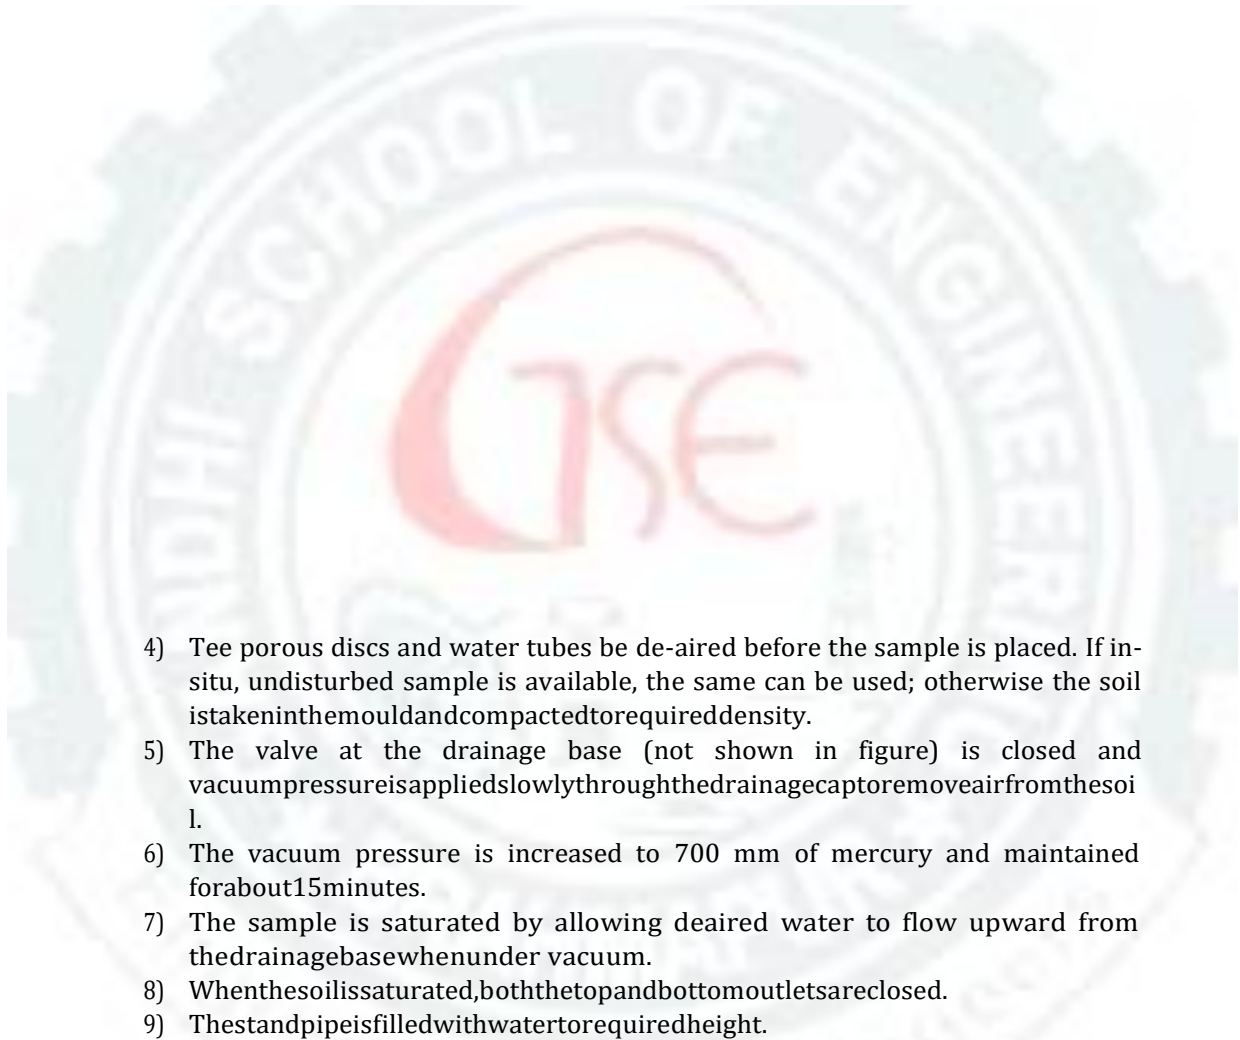 SCHOOL OF ENGINEERING
GSE
4) Tee porous discs and water tubes be de-aired before the sample is placed. If in-
situ, undisturbed sample is available, the same can be used; otherwise the soil
istakeninthemouldandcompactedtorequireddensity.
5) The valve at the drainage base (not shown in figure) is closed and
vacuumpressureisappliedslowlythroughthedrainagecaptoremoveairfromthesoi
l.
6) The vacuum pressure is increased to 700 mm of mercury and maintained
forabout15minutes.
7) The sample is saturated by allowing deaired water to flow upward from
thedrainagebasewhenunder vacuum.
8) Whenthesoilissaturated,boththetopandbottomoutletsareclosed.
9) Thestandpipeisfilledwithwatertorequiredheight.